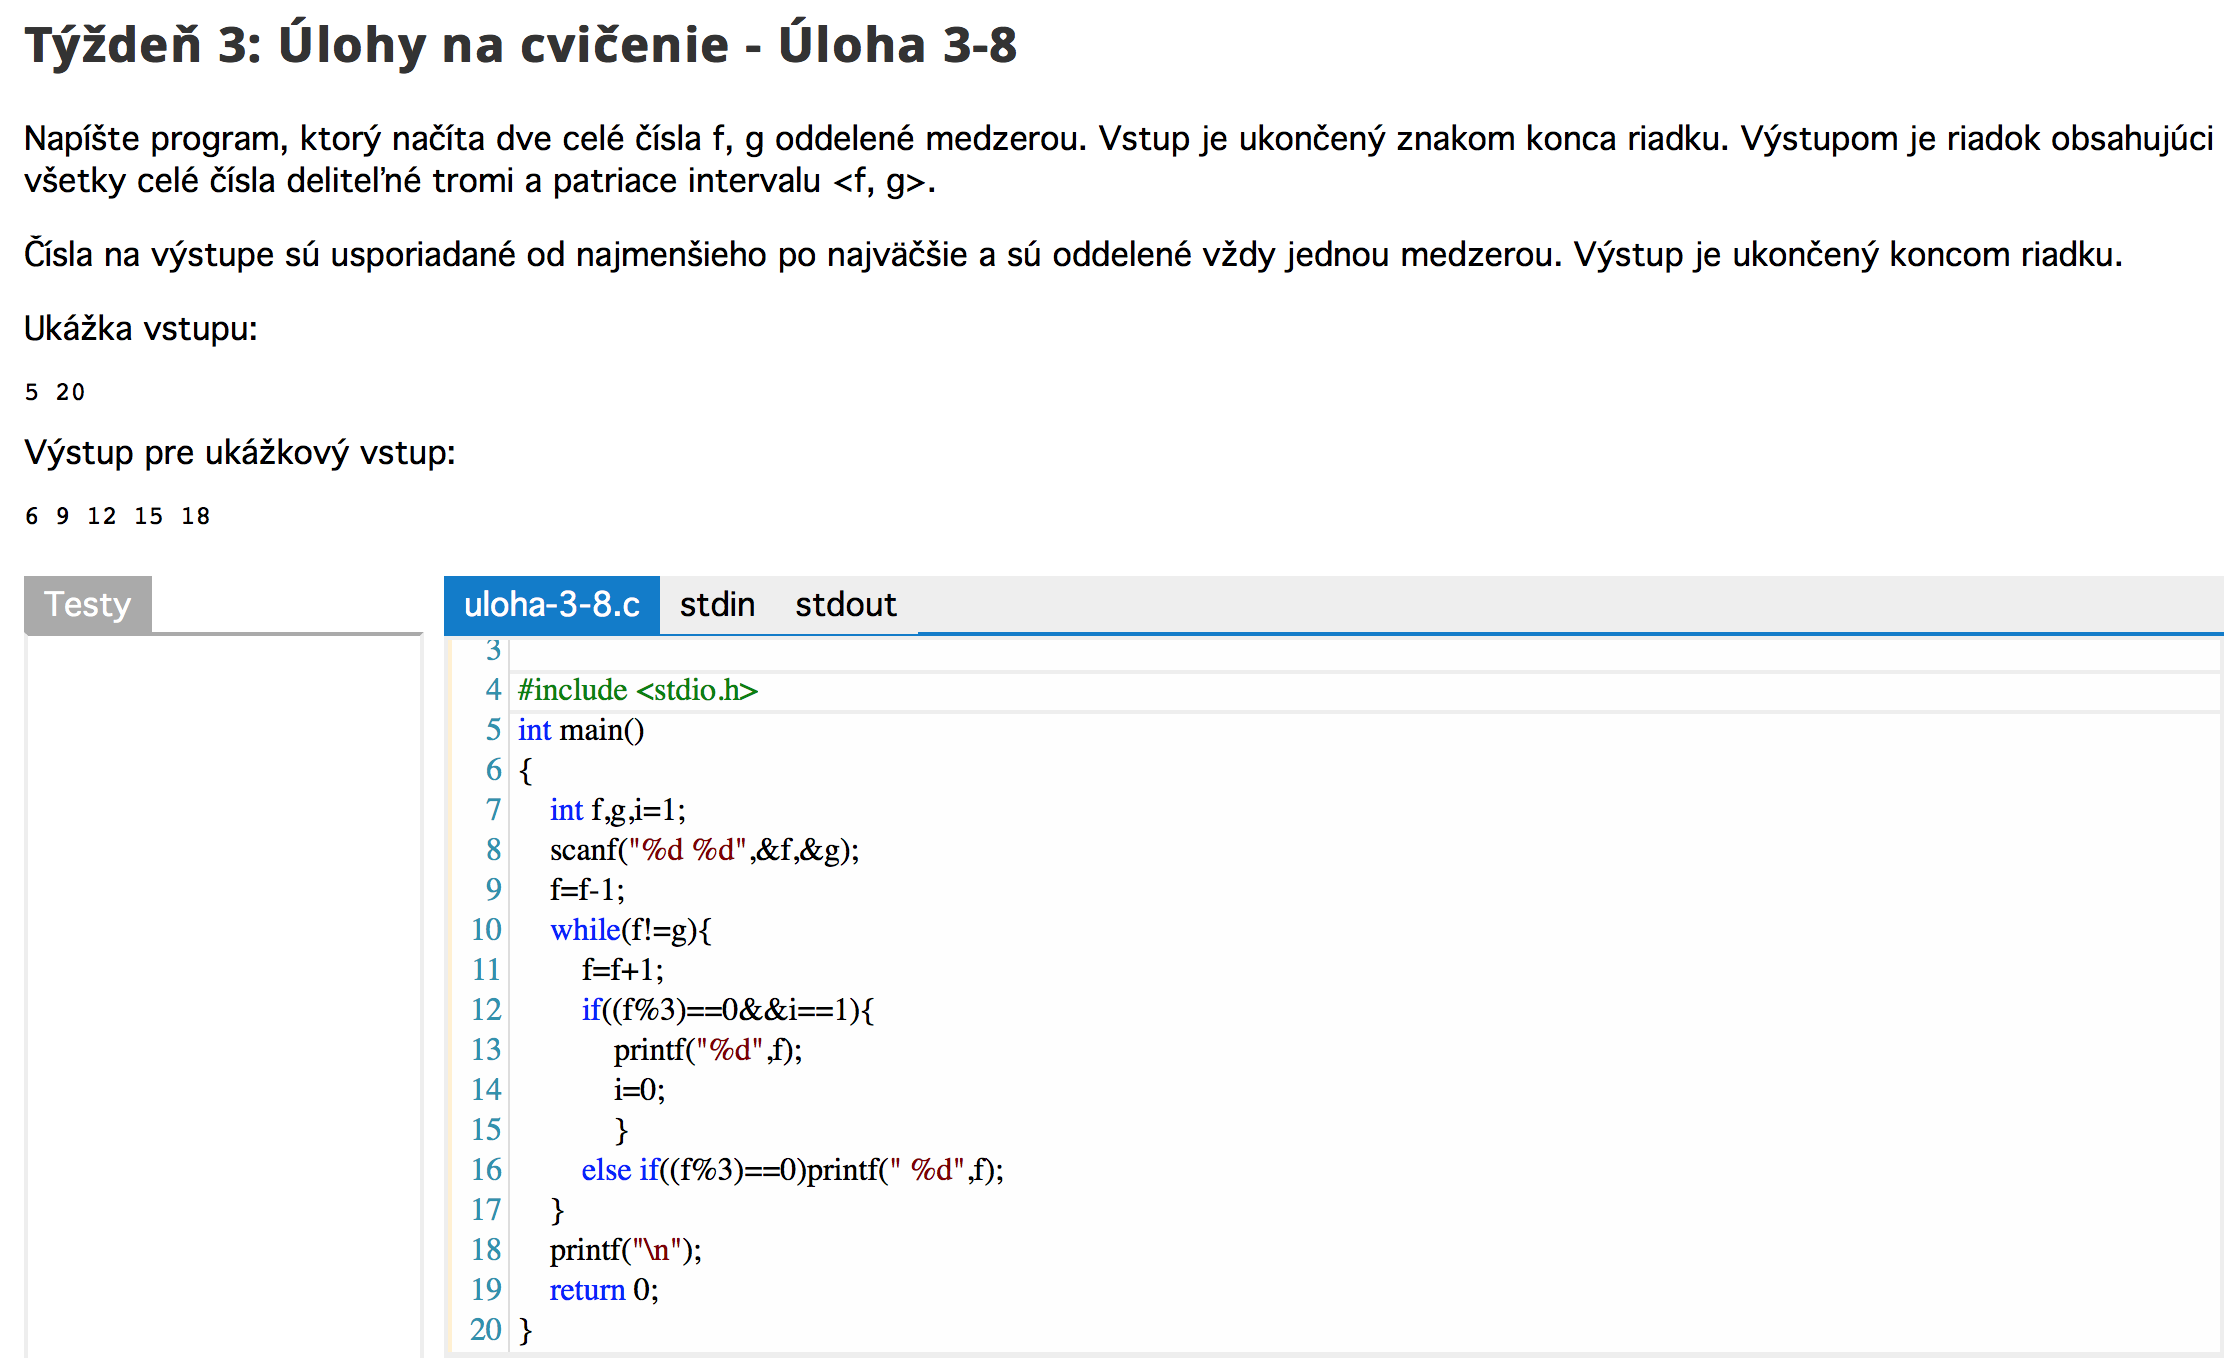 Týždeň 3: Úlohy na cvičenie - Úloha 3-8
Napíšte program, ktorý načíta dve celé čísla f, g oddelené medzerou. Vstup je ukončený znakom konca riadku. Výstupom je riadok obsahujúci
všetky celé čísla deliteľné tromi a patriace intervalu <f, g>.
Čísla na výstupe sú usporiadané od najmenšieho po najväčšie a sú oddelené vždy jednou medzerou. Výstup je ukončený koncom riadku.
Ukážka vstupu:
5 20
Výstup pre ukážkový vstup:
6 9 12 15 18
Testy
uloha-3-8.c stdin stdout
3
4 #include <stdio.h>
5 int main()
6 {
7     int f,g,i=1;
8     scanf("%d %d",&f,&g);
9     f=f-1;
10     while(f!=g){
11         f=f+1;
12         if((f%3)==0&&i==1){
13             printf("%d",f);
14             i=0;
15             }
16         else if((f%3)==0)printf(" %d",f);
17     }
18     printf("\n");
19     return 0;
20 }